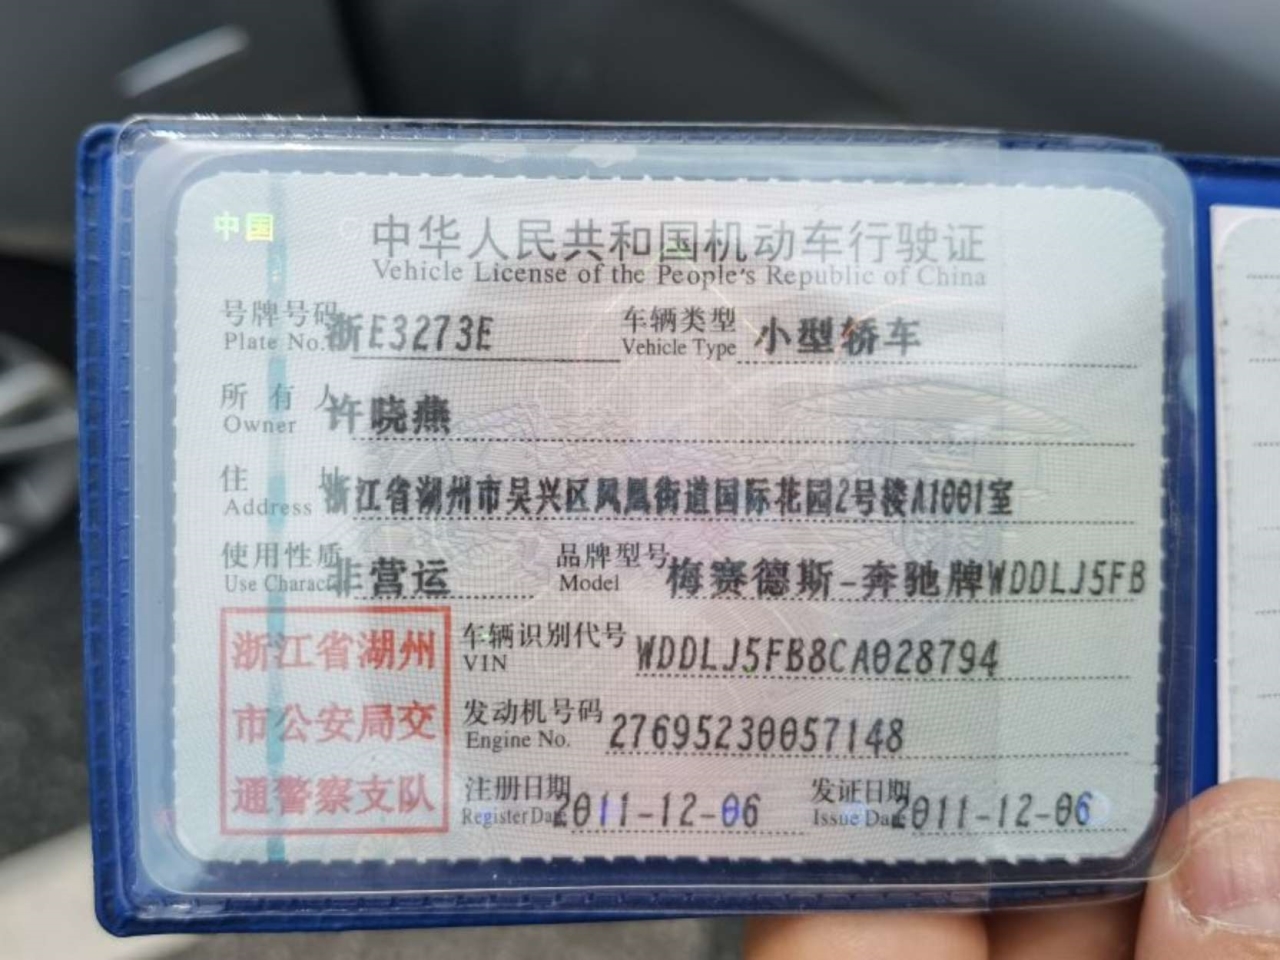 中国
中华人民共和国机动车行驶证
Vehicle License of the People's Republic of China
号牌号码 浙E3273E 车辆类型 小型轿车
Plate No. Vehicle Type
所有人 许晓燕
Owner
住址 浙江省湖州市吴兴区凤凰街道国际花园2号楼A1001室
Address
使用性质 非营运 品牌型号 梅赛德斯-奔驰牌WDDLJ5FB
Use Charac Model
浙江省湖州
市公安局交
通警察支队
车辆识别代号 WDDLJ5FB8CA028794
VIN
发动机号码 27695230057148
Engine No.
注册日期 2011-12-06 发证日期 2011-12-06
Register Date Issue Date